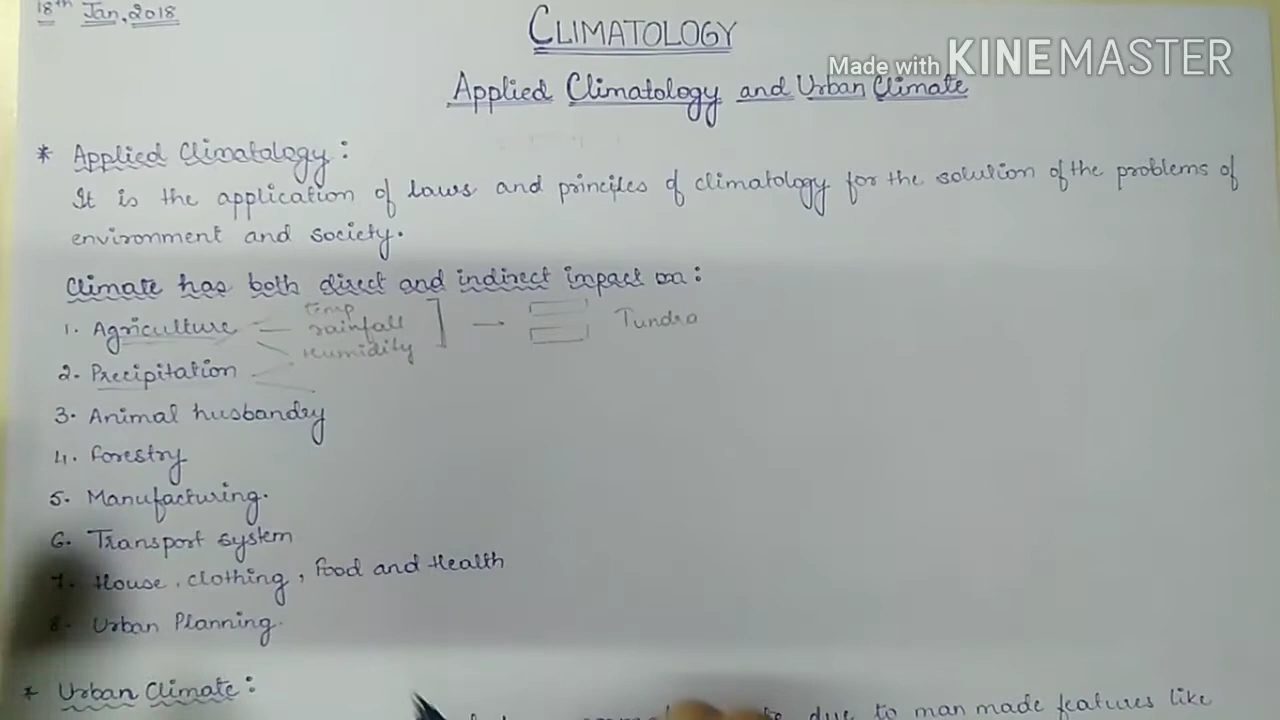 18th Jan, 2018
CLIMATOLOGY
Made with KINEMASTER
Applied Climatology and Urban Climate
* Applied Climatology:
It is the application of laws and principles of climatology for the solution of the problems of
environment and society.
Climate has both direct and indirect impact on:
temp
1. Agriculture rainfall Tundra
Humidity
2. Precipitation
3. Animal husbandry
4. Forestry
5. Manufacturing.
6. Transport system
7. House, clothing, Food and Health
8. Urban Planning.
* Urban Climate:
due to man made features like